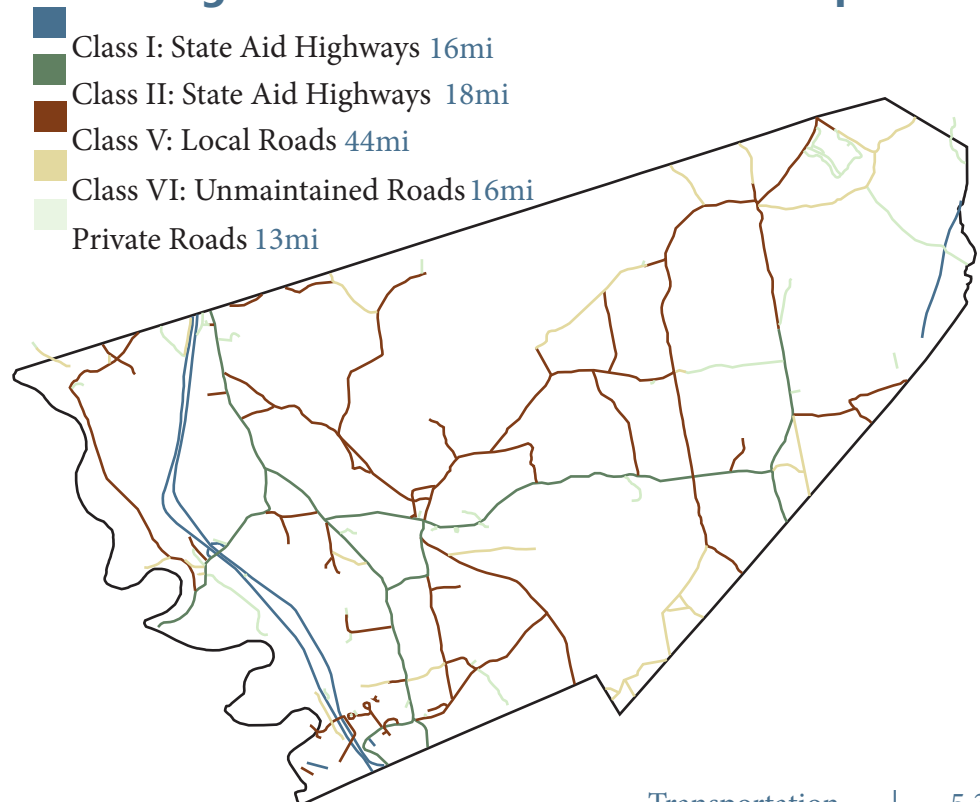 Class I: State Aid Highways 16mi
Class II: State Aid Highways 18mi
Class V: Local Roads 44mi
Class VI: Unmaintained Roads 16mi
Private Roads 13mi
Transportation |